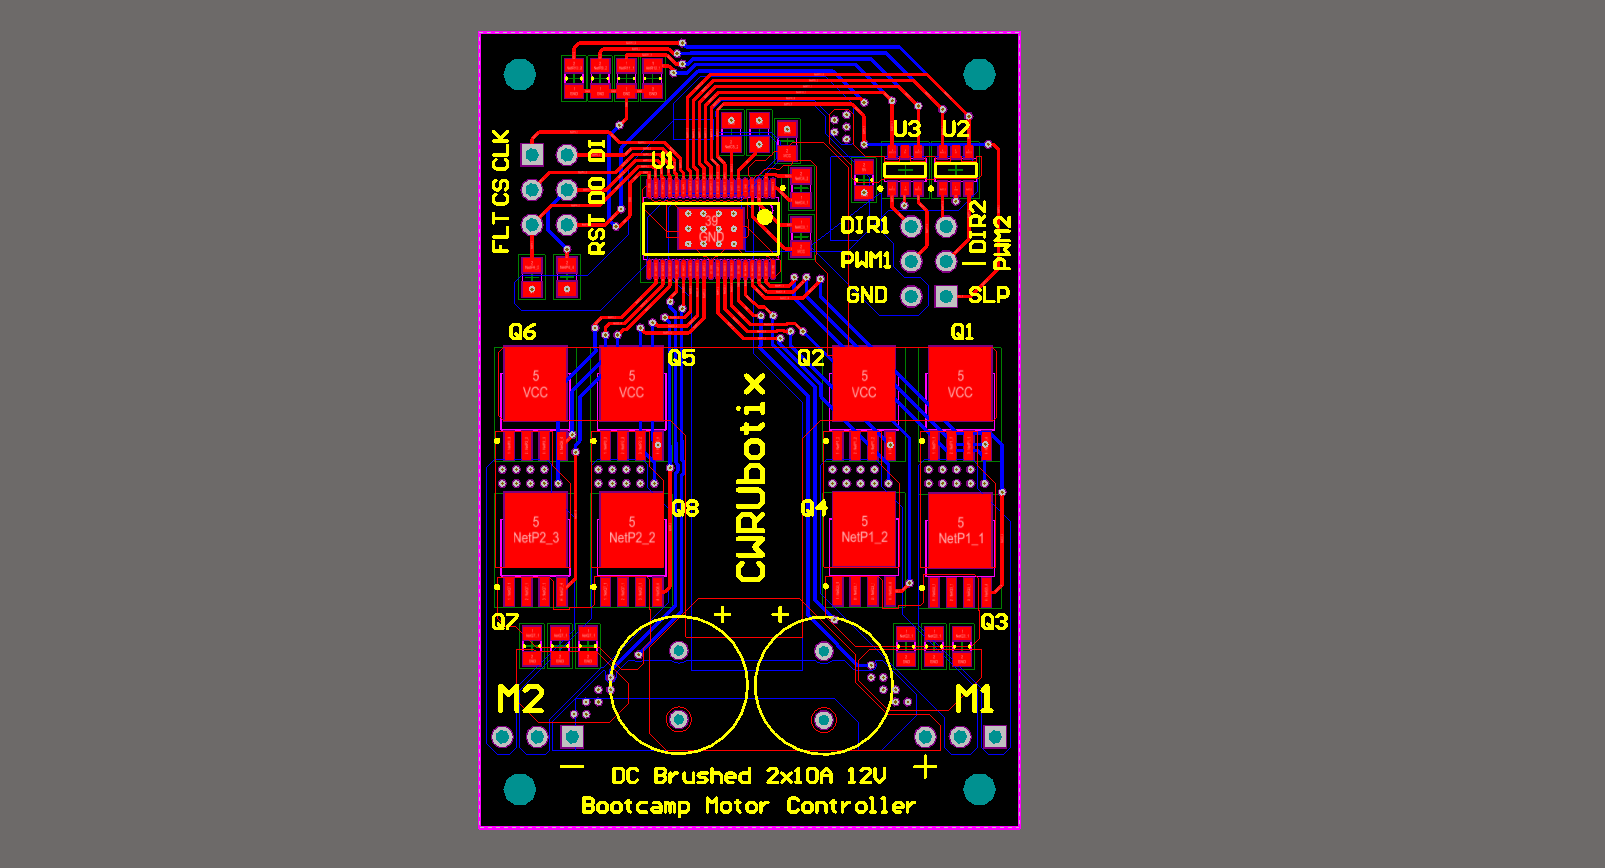 U3 U2
CLK DI
U1
CS DO
39
GND
FLT RST
DIR1 DIR2
PWM1 PWM2
GND SLP
Q6 Q1
Q5 Q2
5 5 5 5
VCC VCC VCC VCC
CWRUbotix
Q8 Q4
5 5 5 5
NetP2_3 NetP2_2 NetP1_2 NetP1_1
Q7 Q3
+ +
M2 M1
− +
DC Brushed 2x10A 12V
Bootcamp Motor Controller